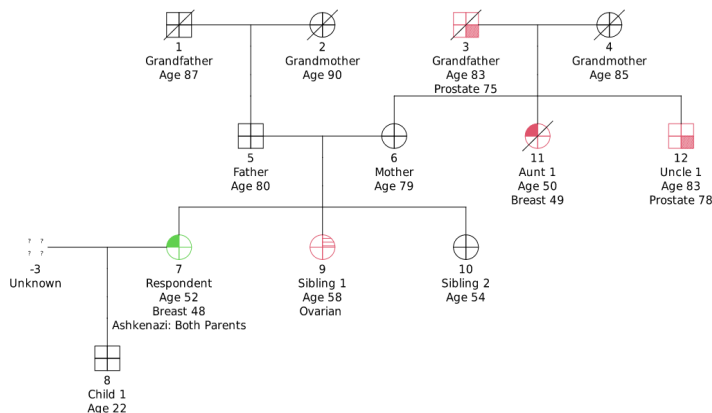 1
Grandfather
Age 87
2
Grandmother
Age 90
3
Grandfather
Age 83
Prostate 75
4
Grandmother
Age 85
5
Father
Age 80
6
Mother
Age 79
11
Aunt 1
Age 50
Breast 49
12
Uncle 1
Age 83
Prostate 78
? ?
? ?
-3
Unknown
7
Respondent
Age 52
Breast 48
Ashkenazi: Both Parents
9
Sibling 1
Age 58
Ovarian
10
Sibling 2
Age 54
8
Child 1
Age 22